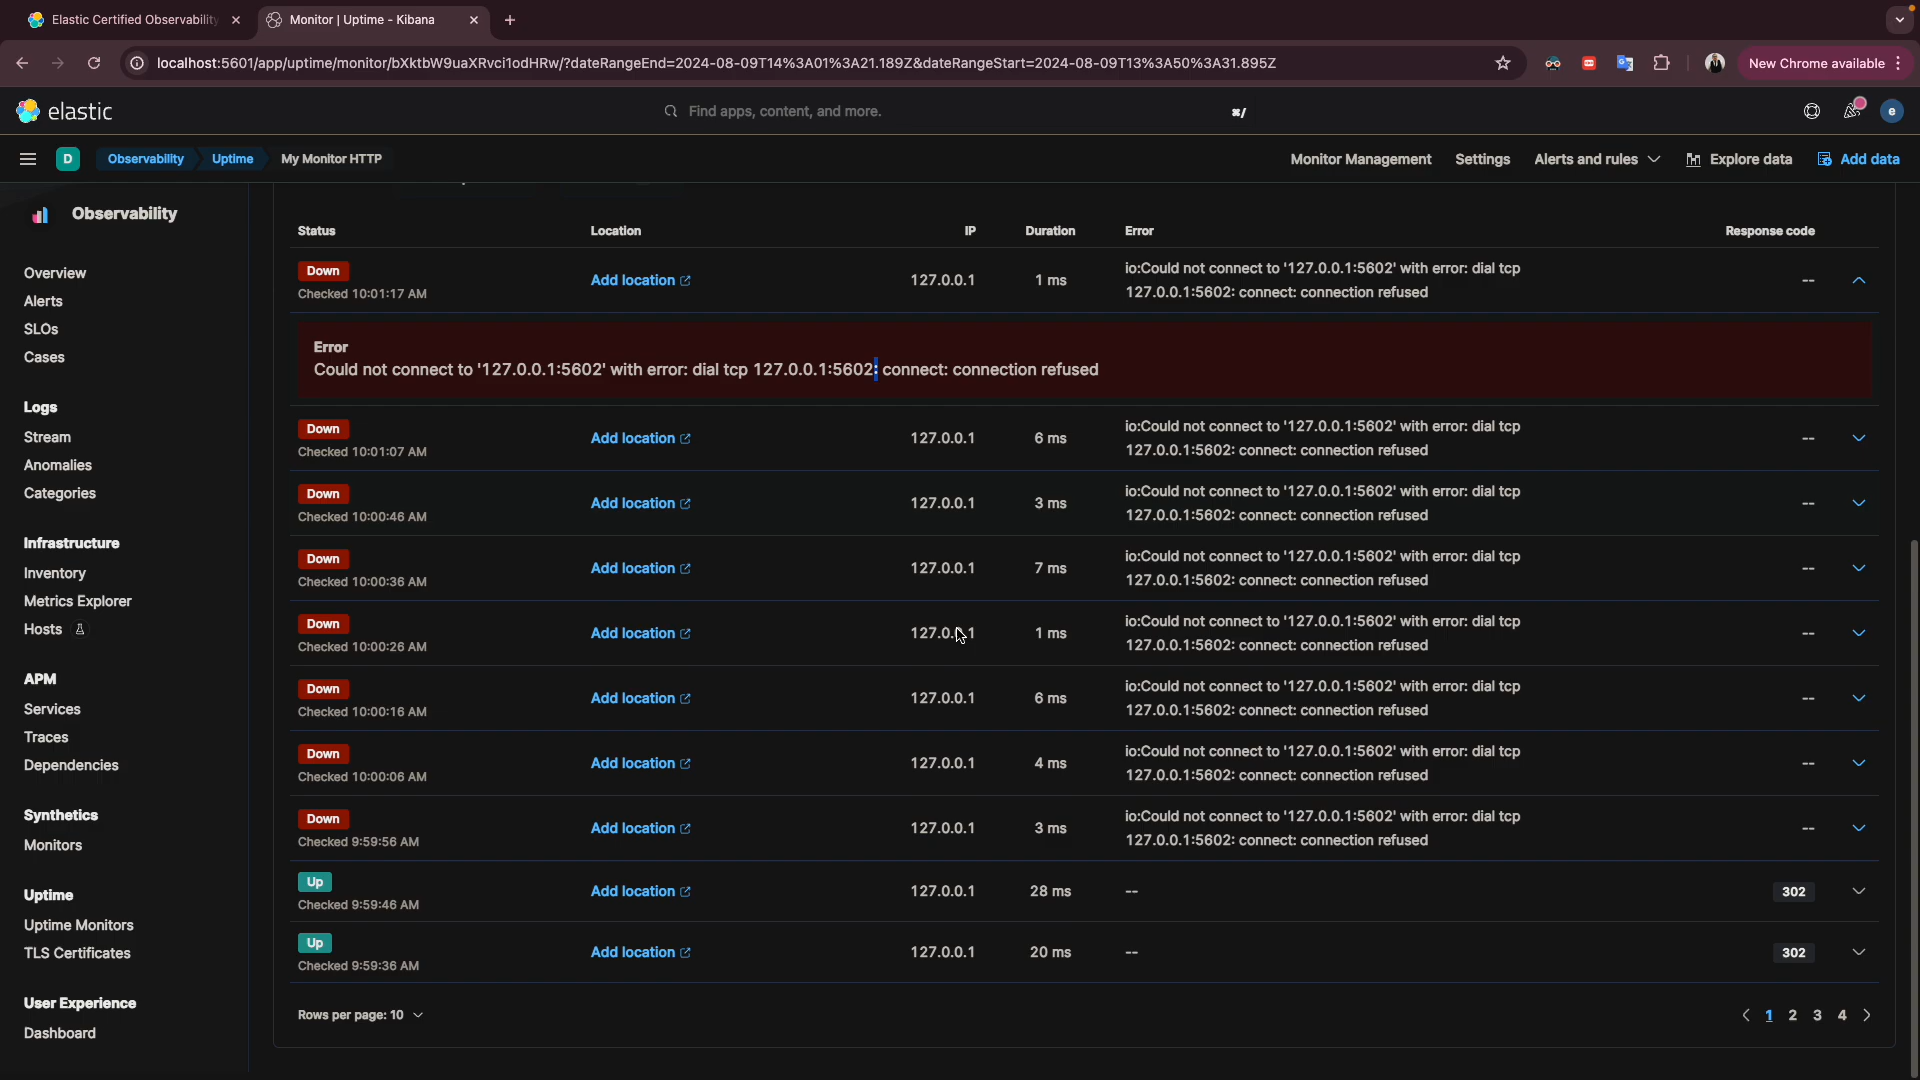 Elastic Certified Observability
Monitor | Uptime - Kibana
localhost:5601/app/uptime/monitor/bXktbW9uaXRvci1odHRw/?dateRangeEnd=2024-08-09T14%3A01%3A21.189Z&dateRangeStart=2024-08-09T13%3A50%3A31.895Z
New Chrome available
elastic
Find apps, content, and more.
⌘/
e
D
Observability
Uptime
My Monitor HTTP
Monitor Management
Settings
Alerts and rules
Explore data
Add data
Observability
Overview
Alerts
SLOs
Cases
Logs
Stream
Anomalies
Categories
Infrastructure
Inventory
Metrics Explorer
Hosts
APM
Services
Traces
Dependencies
Synthetics
Monitors
Uptime
Uptime Monitors
TLS Certificates
User Experience
Dashboard
Status Location IP Duration Error Response code
Down Add location 127.0.0.1 1 ms io:Could not connect to '127.0.0.1:5602' with error: dial tcp --
Checked 10:01:17 AM 127.0.0.1:5602: connect: connection refused
Error
Could not connect to '127.0.0.1:5602' with error: dial tcp 127.0.0.1:5602: connect: connection refused
Down Add location 127.0.0.1 6 ms io:Could not connect to '127.0.0.1:5602' with error: dial tcp --
Checked 10:01:07 AM 127.0.0.1:5602: connect: connection refused
Down Add location 127.0.0.1 3 ms io:Could not connect to '127.0.0.1:5602' with error: dial tcp --
Checked 10:00:46 AM 127.0.0.1:5602: connect: connection refused
Down Add location 127.0.0.1 7 ms io:Could not connect to '127.0.0.1:5602' with error: dial tcp --
Checked 10:00:36 AM 127.0.0.1:5602: connect: connection refused
Down Add location 127.0.0.1 1 ms io:Could not connect to '127.0.0.1:5602' with error: dial tcp --
Checked 10:00:26 AM 127.0.0.1:5602: connect: connection refused
Down Add location 127.0.0.1 6 ms io:Could not connect to '127.0.0.1:5602' with error: dial tcp --
Checked 10:00:16 AM 127.0.0.1:5602: connect: connection refused
Down Add location 127.0.0.1 4 ms io:Could not connect to '127.0.0.1:5602' with error: dial tcp --
Checked 10:00:06 AM 127.0.0.1:5602: connect: connection refused
Down Add location 127.0.0.1 3 ms io:Could not connect to '127.0.0.1:5602' with error: dial tcp --
Checked 9:59:56 AM 127.0.0.1:5602: connect: connection refused
Up Add location 127.0.0.1 28 ms -- 302
Checked 9:59:46 AM
Up Add location 127.0.0.1 20 ms -- 302
Checked 9:59:36 AM
Rows per page: 10
1 2 3 4